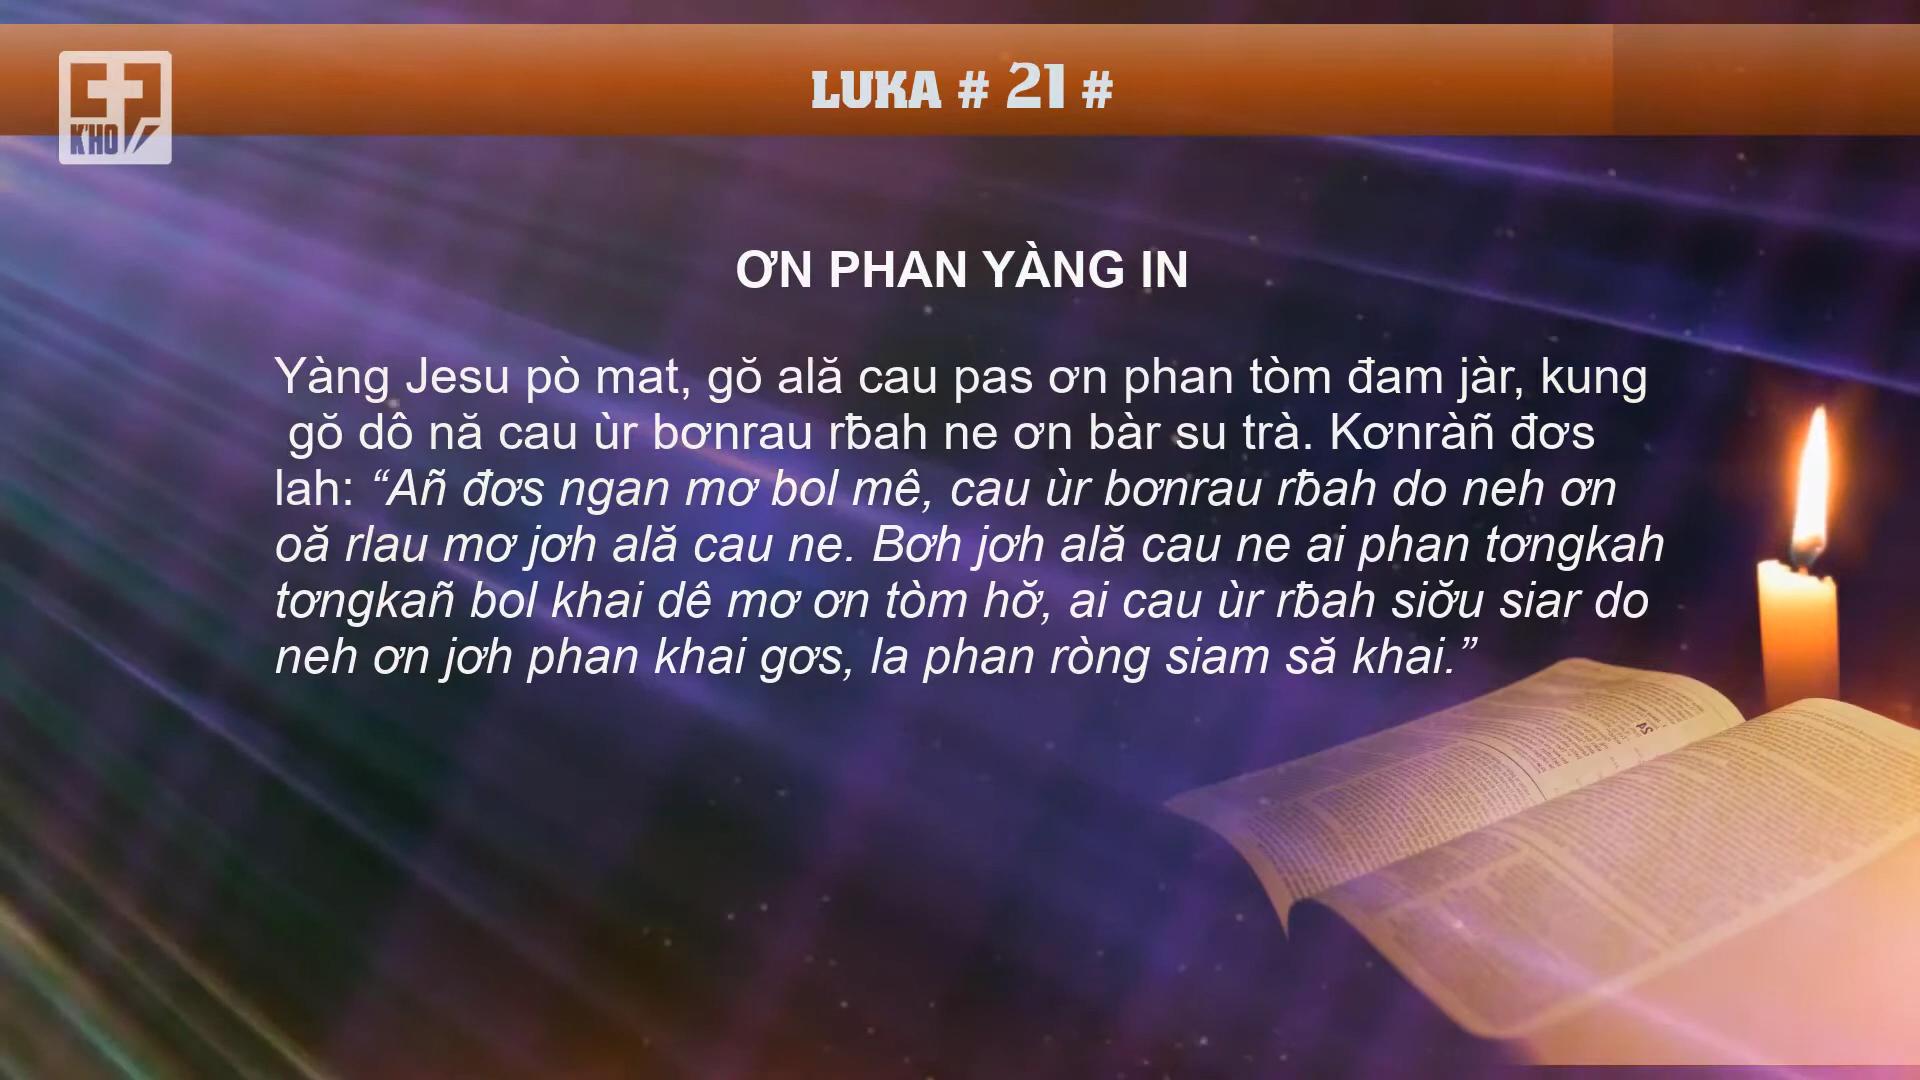 K'HO
LUKA # 21 #
ƠN PHAN YÀNG IN
Yàng Jesu pò mat, gŏ ală cau pas ơn phan tòm đam jàr, kung
gŏ dô nă cau ùr bơnrau rƀah ne ơn bàr su trà. Kơnràñ đơs
lah: “Añ đơs ngan mơ bol mê, cau ùr bơnrau rƀah do neh ơn
oă rlau mơ jơh ală cau ne. Bơh jơh ală cau ne ai phan tơngkah
tơngkañ bol khai dê mơ ơn tòm hơ̆, ai cau ùr rƀah siơ̆u siar do
neh ơn jơh phan khai gơs, la phan ròng siam să khai.”